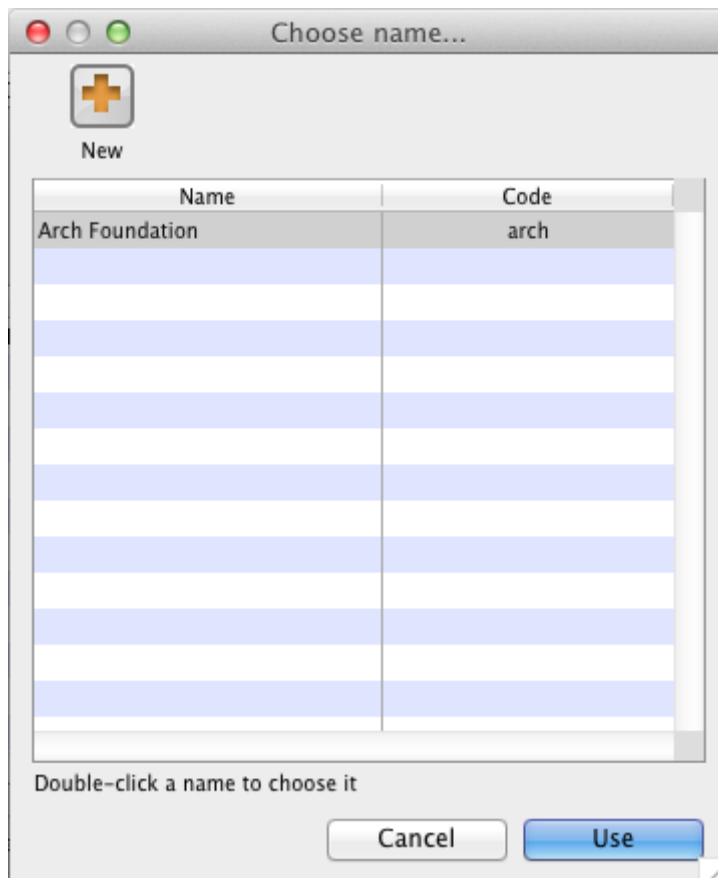 Choose name...
New
Name Code
Arch Foundation arch
Double-click a name to choose it
Cancel Use